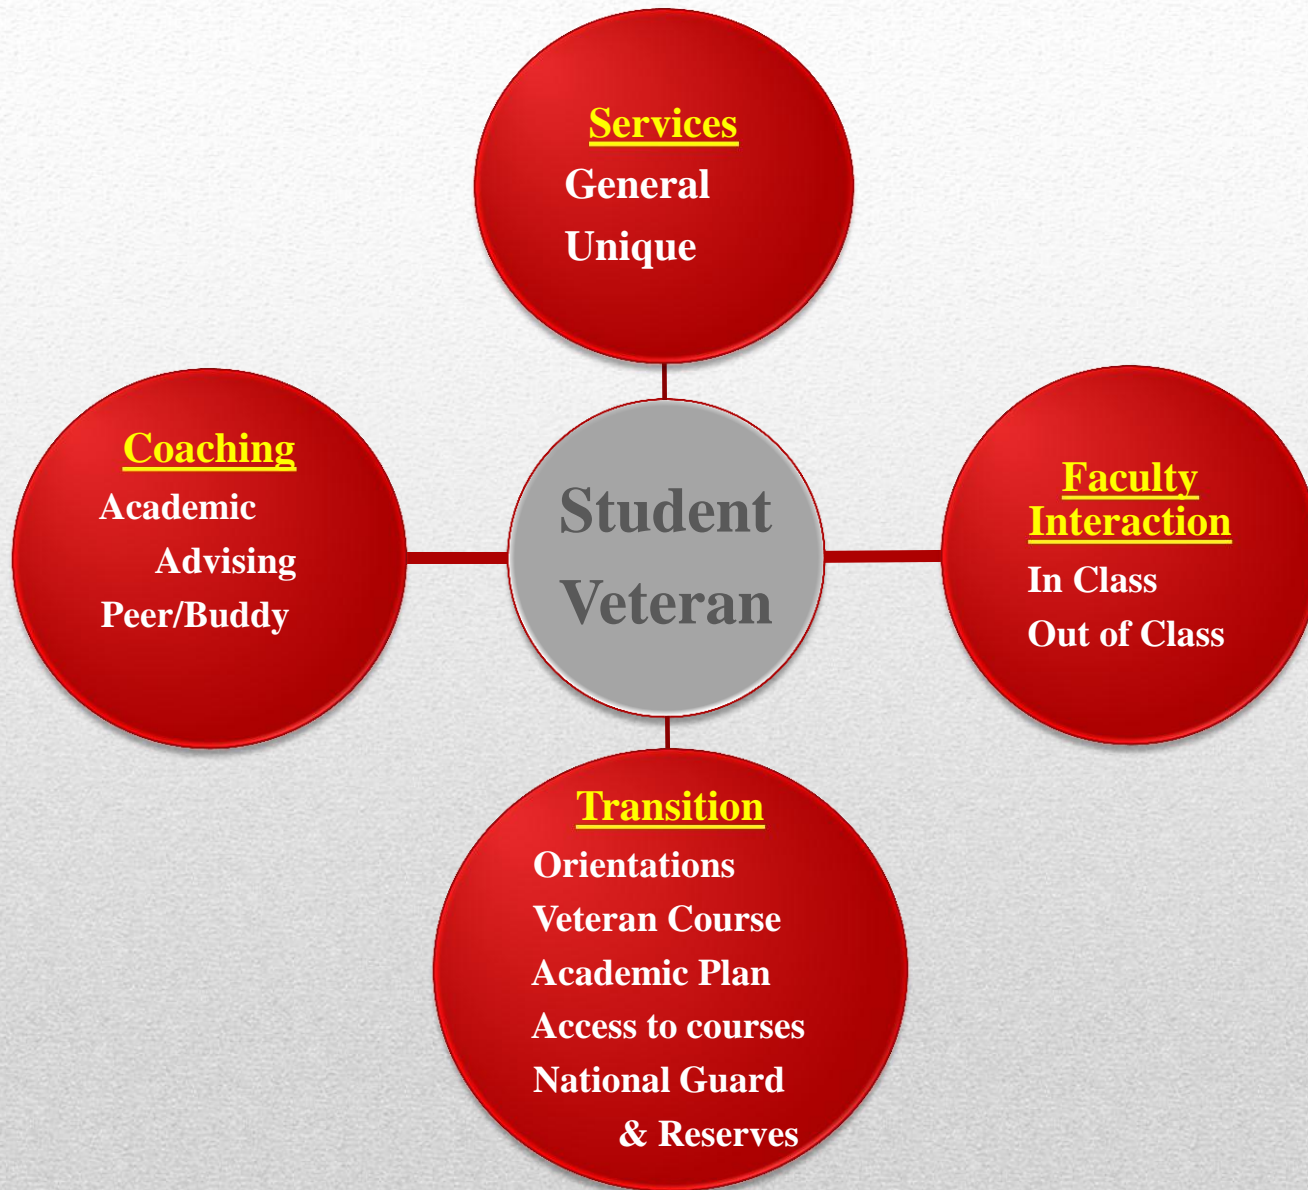 Services
General
Unique
Coaching
Academic
Advising
Peer/Buddy
Student
Veteran
Faculty
Interaction
In Class
Out of Class
Transition
Orientations
Veteran Course
Academic Plan
Access to courses
National Guard
& Reserves